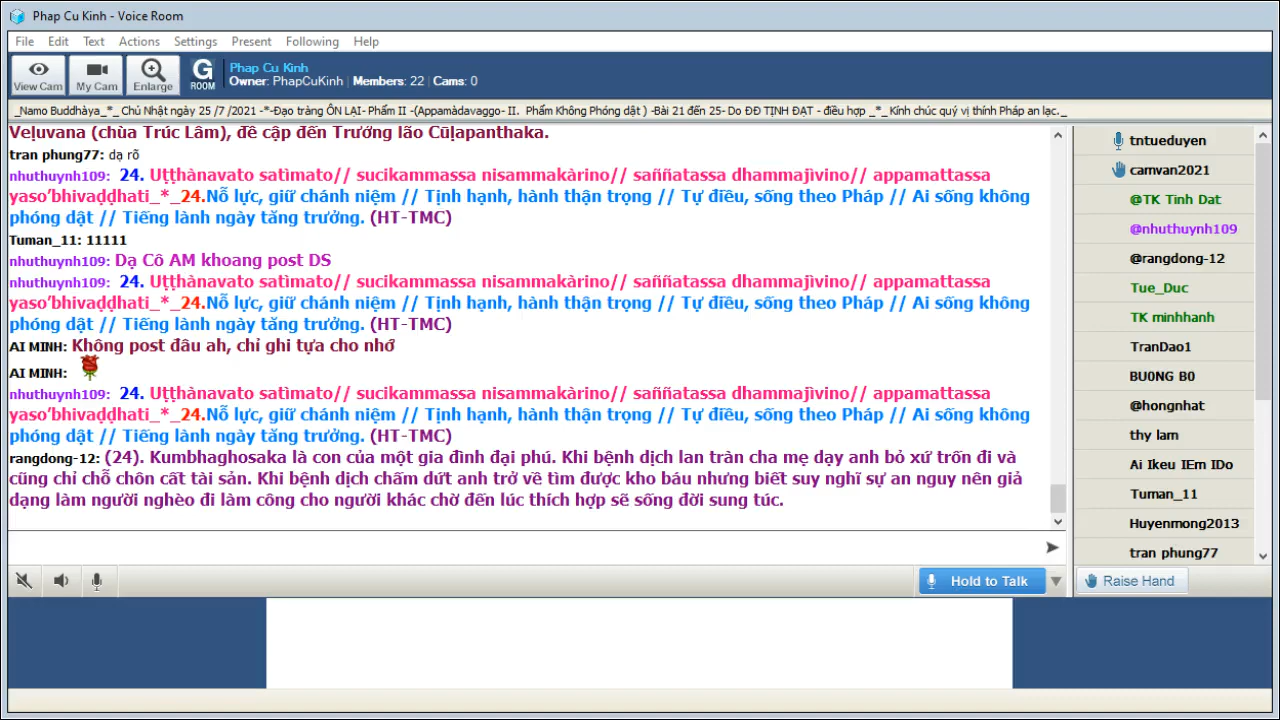 Phap Cu Kinh - Voice Room
File Edit Text Actions Settings Present Following Help
View Cam My Cam Enlarge G ROOM
Phap Cu Kinh
Owner: PhapCuKinh | Members: 22 | Cams: 0
_Namo Buddhàya_*_ Chủ Nhật ngày 25 /7 /2021 -*-Đạo tràng ÔN LẠI- Phẩm II -(Appamàdavaggo- II. Phẩm Không Phóng dật ) -Bài 21 đến 25- Do ĐĐ TỊNH ĐẠT - điều hợp _*_ Kính chúc quý vị thính Pháp an lạc._
Veḷuvana (chùa Trúc Lâm), đề cập đến Trưởng lão Cūḷapanthaka.
tran phung77: dạ rõ
nhuthuynh109: 24. Uṭṭhànavato satìmato// sucikammassa nisammakàrino// saññatassa dhammajìvino// appamattassa
yaso’bhivaḍḍhati_*_24.Nỗ lực, giữ chánh niệm // Tịnh hạnh, hành thận trọng // Tự điều, sống theo Pháp // Ai sống không
phóng dật // Tiếng lành ngày tăng trưởng. (HT-TMC)
Tuman_11: 11111
nhuthuynh109: Dạ Cô AM khoang post DS
nhuthuynh109: 24. Uṭṭhànavato satìmato// sucikammassa nisammakàrino// saññatassa dhammajìvino// appamattassa
yaso’bhivaḍḍhati_*_24.Nỗ lực, giữ chánh niệm // Tịnh hạnh, hành thận trọng // Tự điều, sống theo Pháp // Ai sống không
phóng dật // Tiếng lành ngày tăng trưởng. (HT-TMC)
AI MINH: Không post đâu ah, chỉ ghi tựa cho nhớ
AI MINH:
nhuthuynh109: 24. Uṭṭhànavato satìmato// sucikammassa nisammakàrino// saññatassa dhammajìvino// appamattassa
yaso’bhivaḍḍhati_*_24.Nỗ lực, giữ chánh niệm // Tịnh hạnh, hành thận trọng // Tự điều, sống theo Pháp // Ai sống không
phóng dật // Tiếng lành ngày tăng trưởng. (HT-TMC)
rangdong-12: (24). Kumbhaghosaka là con của một gia đình đại phú. Khi bệnh dịch lan tràn cha mẹ dạy anh bỏ xứ trốn đi và
cũng chỉ chỗ chôn cất tài sản. Khi bệnh dịch chấm dứt anh trở về tìm được kho báu nhưng biết suy nghĩ sự an nguy nên giả
dạng làm người nghèo đi làm công cho người khác chờ đến lúc thích hợp sẽ sống đời sung túc.
Hold to Talk
tntueduyen
camvan2021
@TK Tinh Dat
@nhuthuynh109
@rangdong-12
Tue_Duc
TK minhhanh
TranDao1
BU0NG B0
@hongnhat
thy lam
Ai Ikeu IEm IDo
Tuman_11
Huyenmong2013
tran phung77
Raise Hand